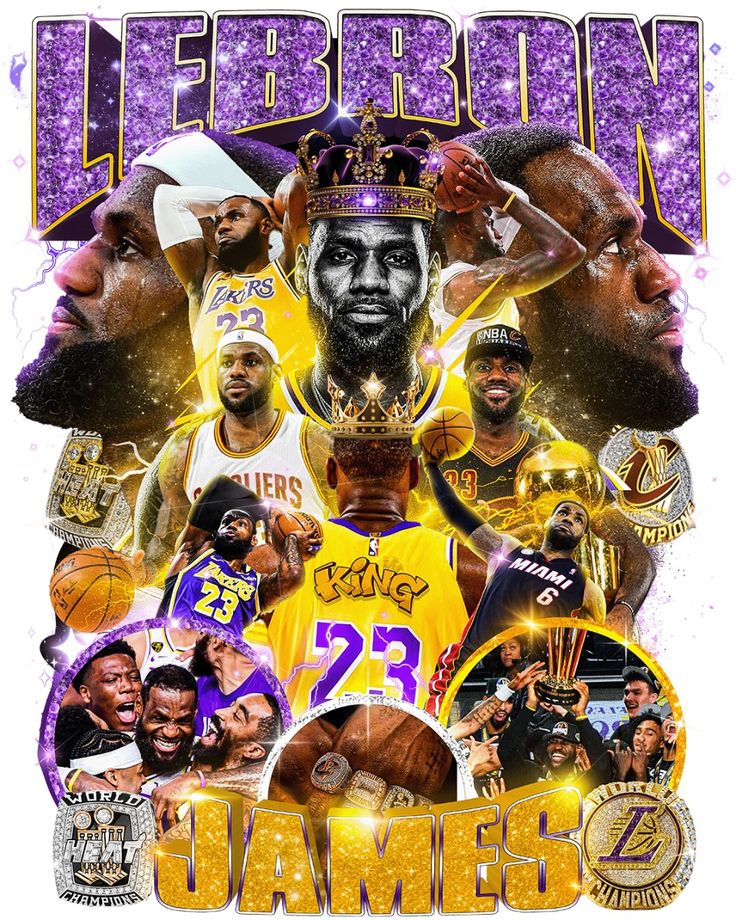 LEBRON
LAKERS
23
NBA
CAVALIERS
23
HEAT
CHAMPIONS
CHAMPIONS
LAKERS
23
KING
23
MIAMI
6
WORLD
HEAT
CHAMPIONS
JAMES
WORLD
L
CHAMPIONS